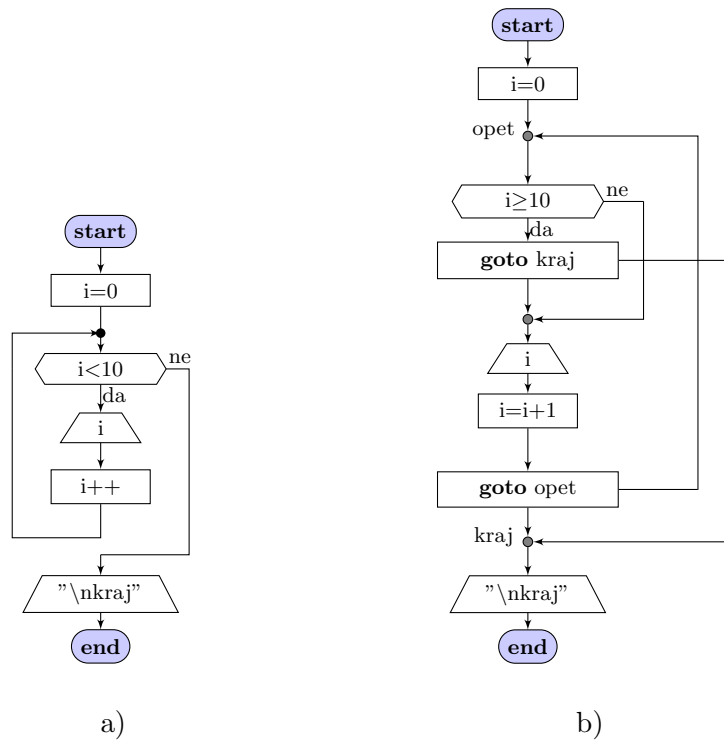 start
i=0
i<10
ne
da
i
i++
"\nkraj"
end
a)
start
i=0
opet
i≥10
ne
da
goto kraj
i
i=i+1
goto opet
kraj
"\nkraj"
end
b)